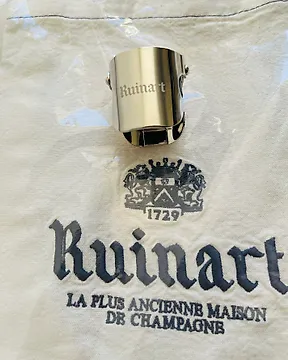 Ruinart
1729
Ruinart
LA PLUS ANCIENNE MAISON
DE CHAMPAGNE